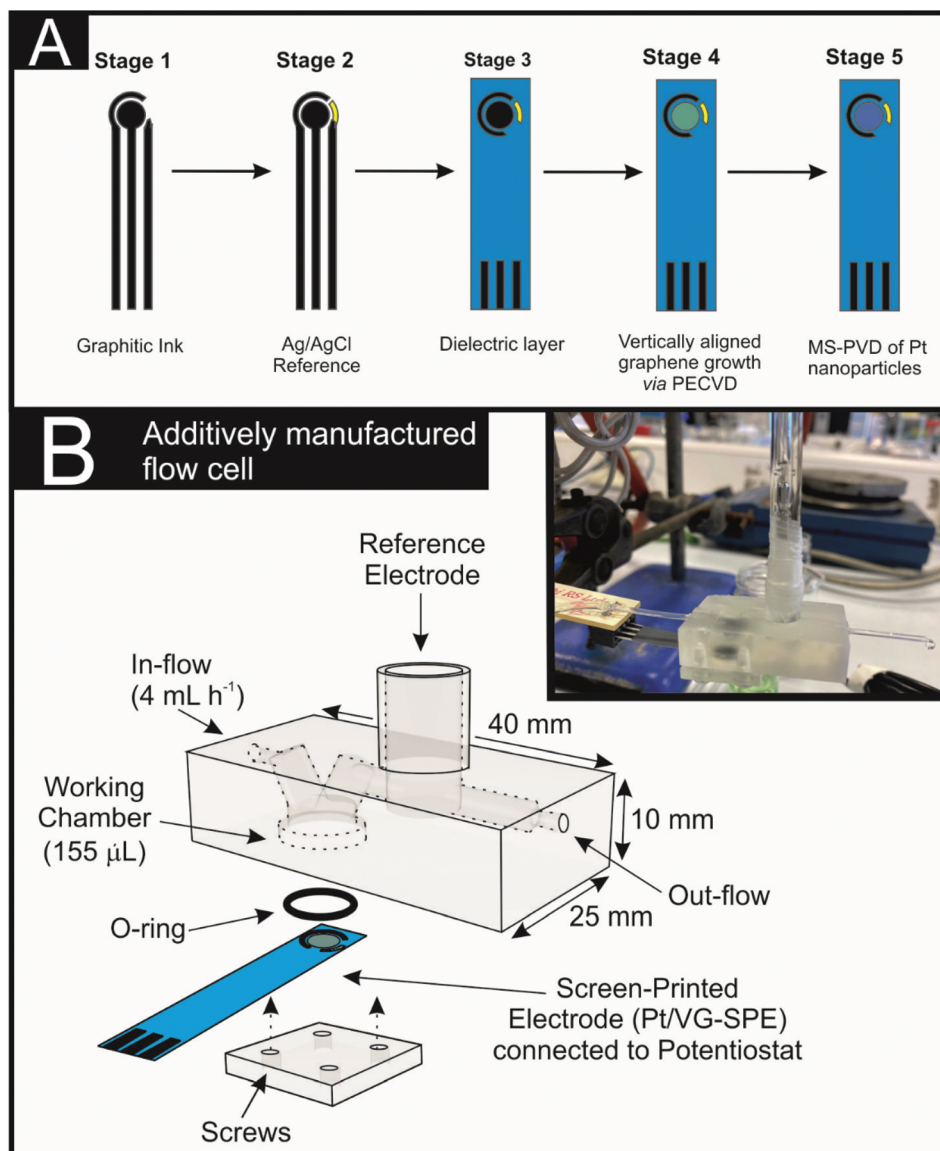 A
Stage 1
Stage 2
Stage 3
Stage 4
Stage 5
Graphitic Ink
Ag/AgCl
Reference
Dielectric layer
Vertically aligned
graphene growth
via PECVD
MS-PVD of Pt
nanoparticles
B
Additively manufactured
flow cell
Reference
Electrode
In-flow
(4 mL h⁻¹)
40 mm
Working
Chamber
(155 μ́L)
10 mm
Out-flow
25 mm
O-ring
Screen-Printed
Electrode (Pt/VG-SPE)
connected to Potentiostat
Screws